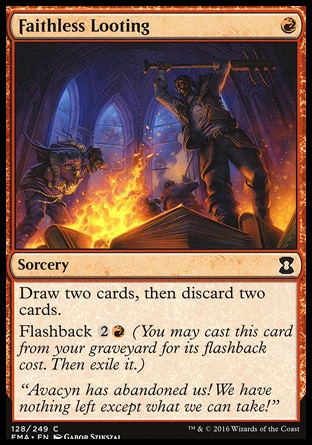 Faithless Looting
Sorcery
Draw two cards, then discard two
cards.
Flashback 2 (You may cast this card
from your graveyard for its flashback
cost. Then exile it.)
“Avacyn has abandoned us! We have
nothing left except what we can take!”
128/249 C
EMA • EN Gabor Szikszai
™ & © 2016 Wizards of the Coast